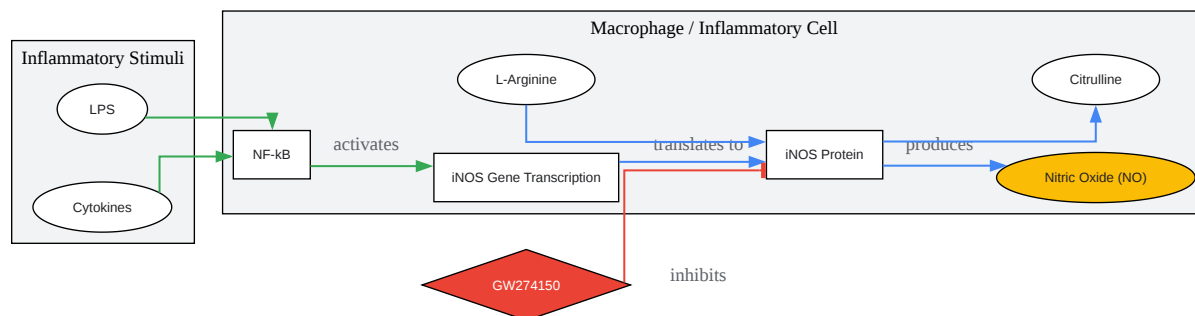 Macrophage / Inflammatory Cell
Inflammatory Stimuli
L-Arginine
Citrulline
LPS
NF-kB
activates
translates to
iNOS Protein
produces
iNOS Gene Transcription
Nitric Oxide (NO)
Cytokines
GW274150
inhibits